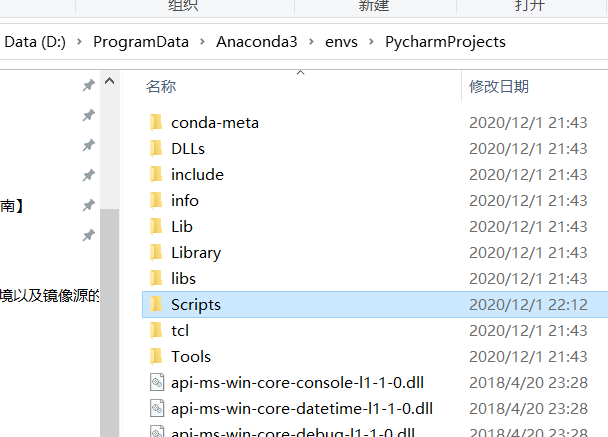 组织 新建 打开
Data (D:) › ProgramData › Anaconda3 › envs › PycharmProjects
名称 修改日期
conda-meta 2020/12/1 21:43
DLLs 2020/12/1 21:43
include 2020/12/1 21:43
南】
info 2020/12/1 21:43
Lib 2020/12/1 21:43
Library 2020/12/1 21:43
libs 2020/12/1 21:43
境以及镜像源的
Scripts 2020/12/1 22:12
tcl 2020/12/1 21:43
Tools 2020/12/1 21:43
api-ms-win-core-console-l1-1-0.dll 2018/4/20 23:28
api-ms-win-core-datetime-l1-1-0.dll 2018/4/20 23:28
api-ms-win-core-debug-l1-1-0.dll 2018/4/20 23:28